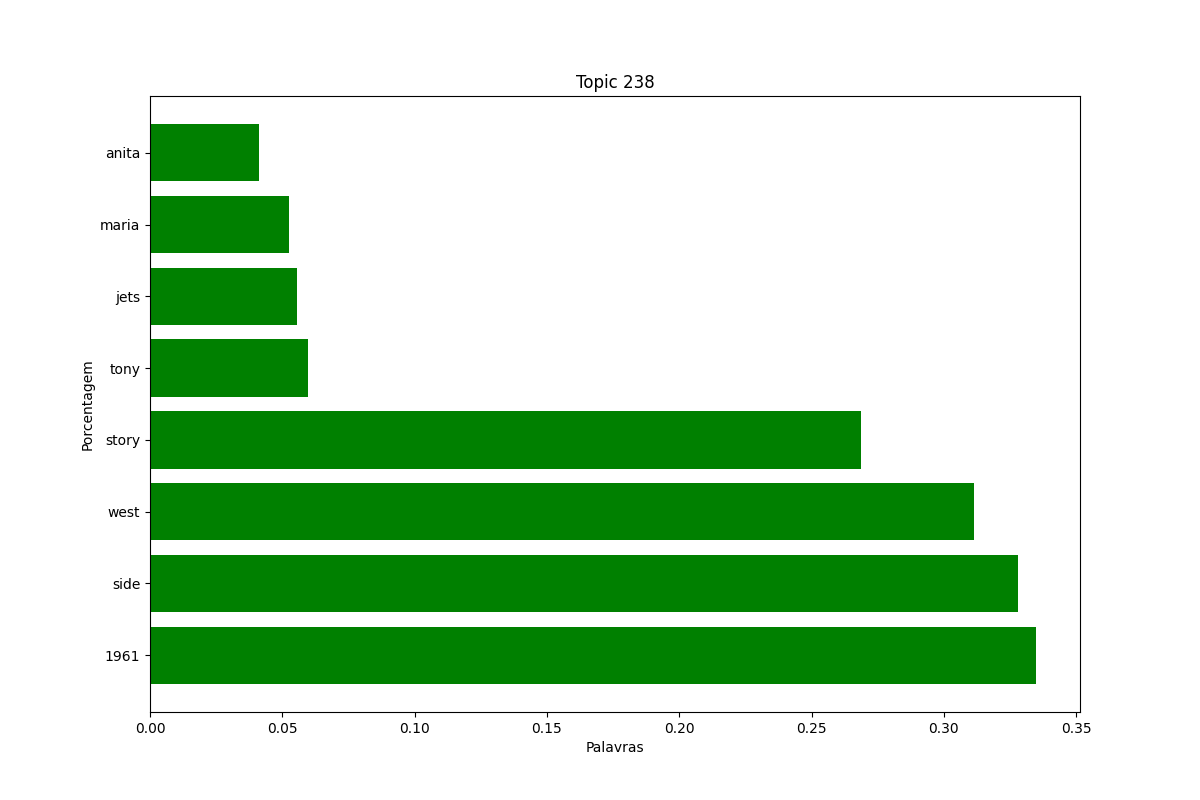 Topic 238
anita
maria
jets
tony
story
west
side
1961
Porcentagem
0.00 0.05 0.10 0.15 0.20 0.25 0.30 0.35
Palavras